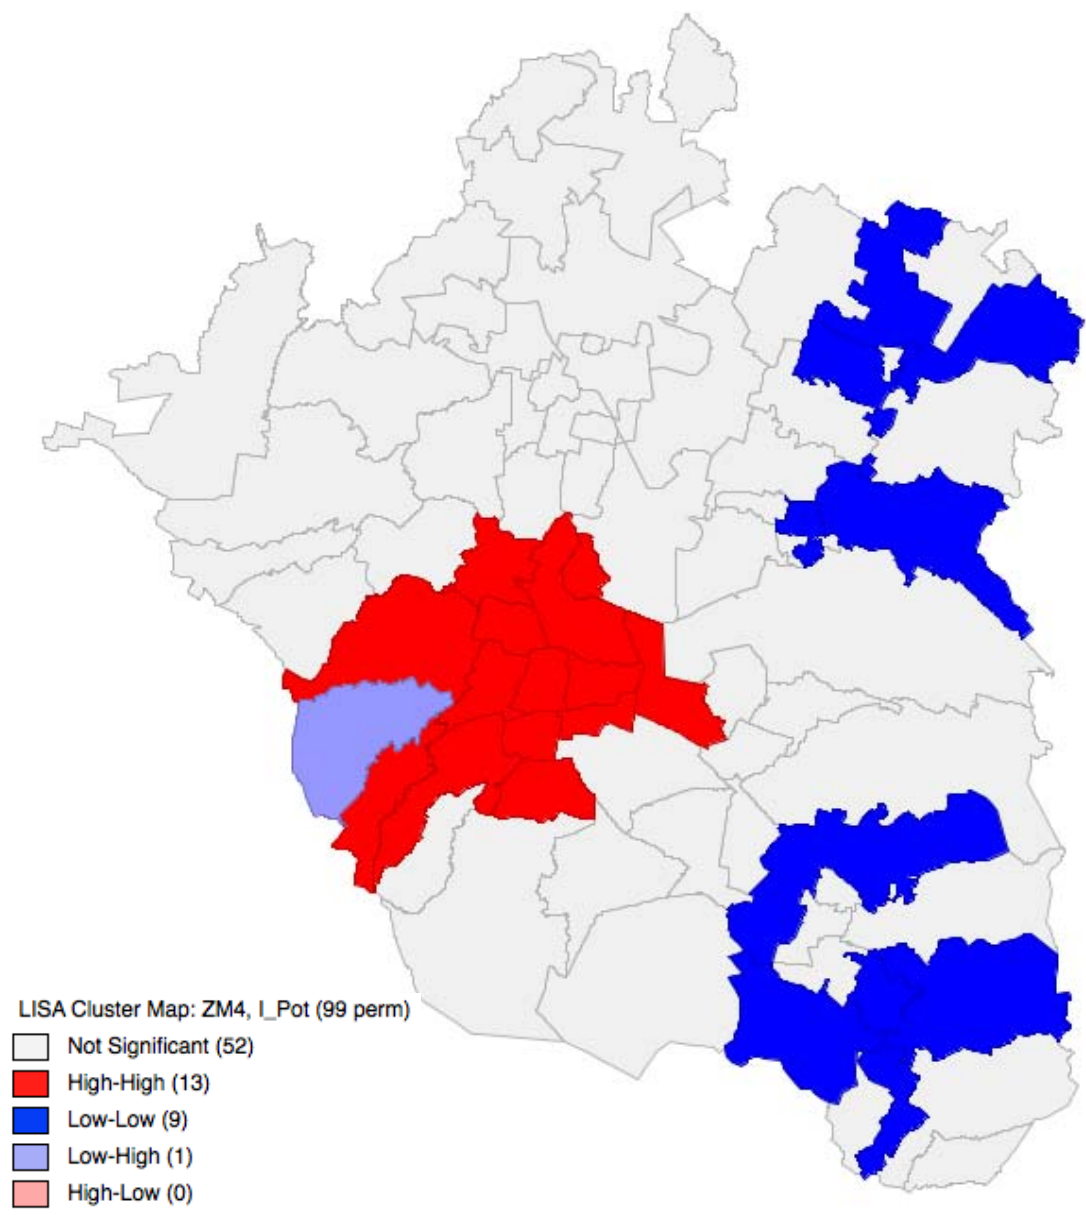 LISA Cluster Map: ZM4, I_Pot (99 perm)
Not Significant (52)
High-High (13)
Low-Low (9)
Low-High (1)
High-Low (0)